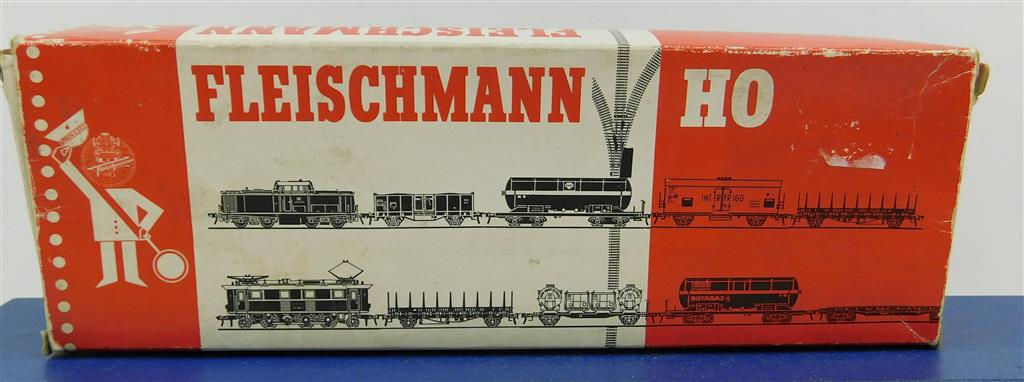 FLEISCHMANN
FLEISCHMANN HO
INTERFRIGO
BUTAGAZ